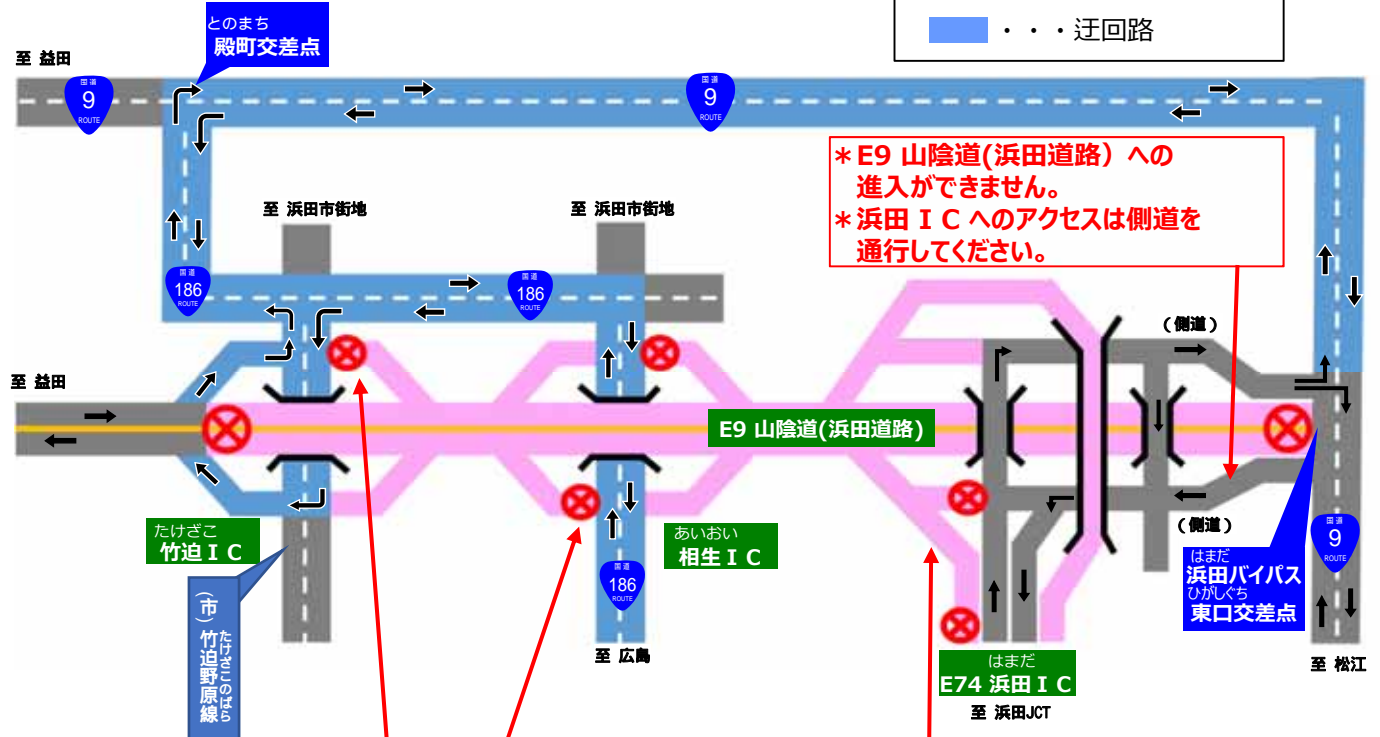 ・・・迂回路
とのまち
殿町交差点
至 益田
国道
9
ROUTE
国道
9
ROUTE
＊E9 山陰道(浜田道路）への
進入ができません。
＊浜田ＩＣへのアクセスは側道を
通行してください。
至 浜田市街地
至 浜田市街地
国道
186
ROUTE
国道
186
ROUTE
(側道)
至 益田
E9 山陰道(浜田道路)
たけざこ
竹迫ＩＣ
あいおい
相生ＩＣ
(側道)
国道
9
ROUTE
はまだ
浜田バイパス
ひがしぐち
東口交差点
国道
186
ROUTE
(市)竹迫野原線
たけざこのばら
至 広島
はまだ
E74 浜田ＩＣ
至 浜田JCT
至 松江